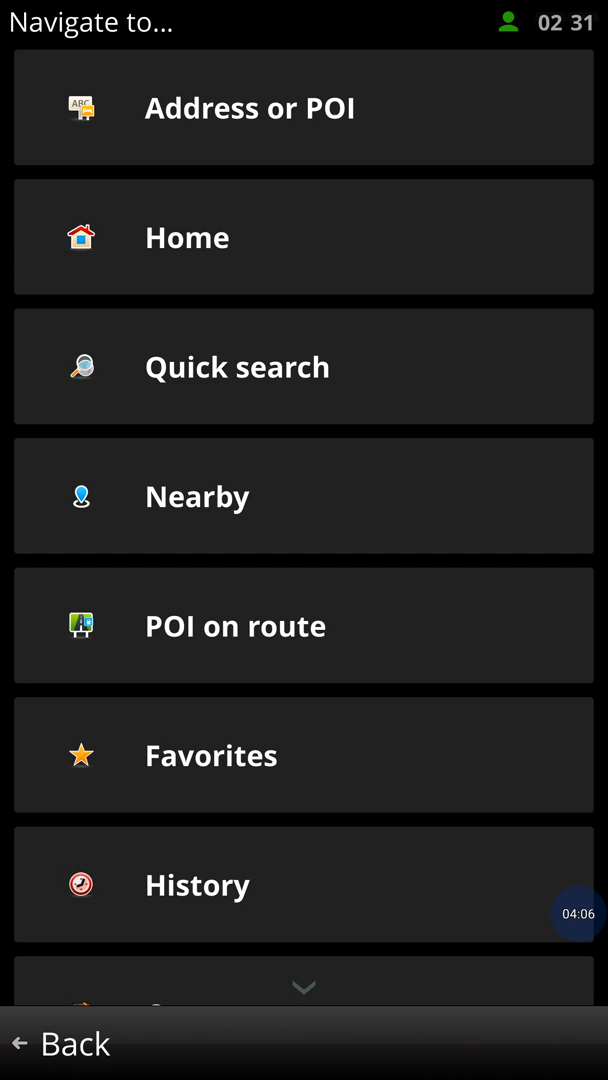 Navigate to...
02 31
ABC
Address or POI
Home
Quick search
Nearby
POI on route
Favorites
History
04:06
Back